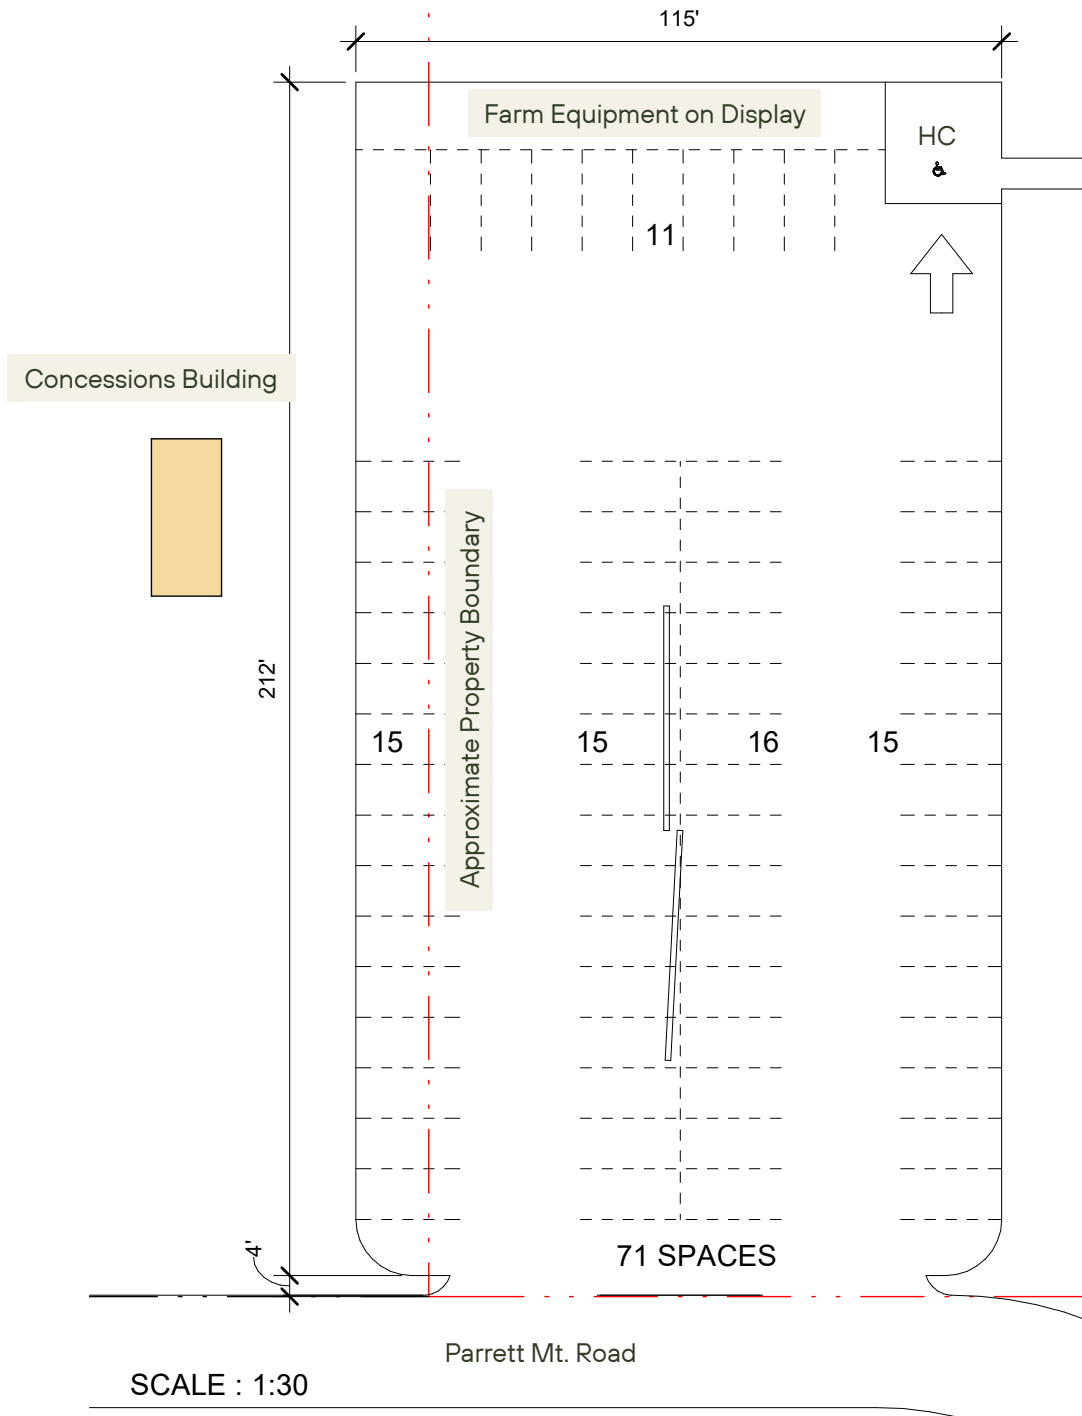 115'
Farm Equipment on Display
HC
11
Concessions Building
Approximate Property Boundary
212'
15
15
16
15
4'
71 SPACES
Parrett Mt. Road
SCALE : 1:30